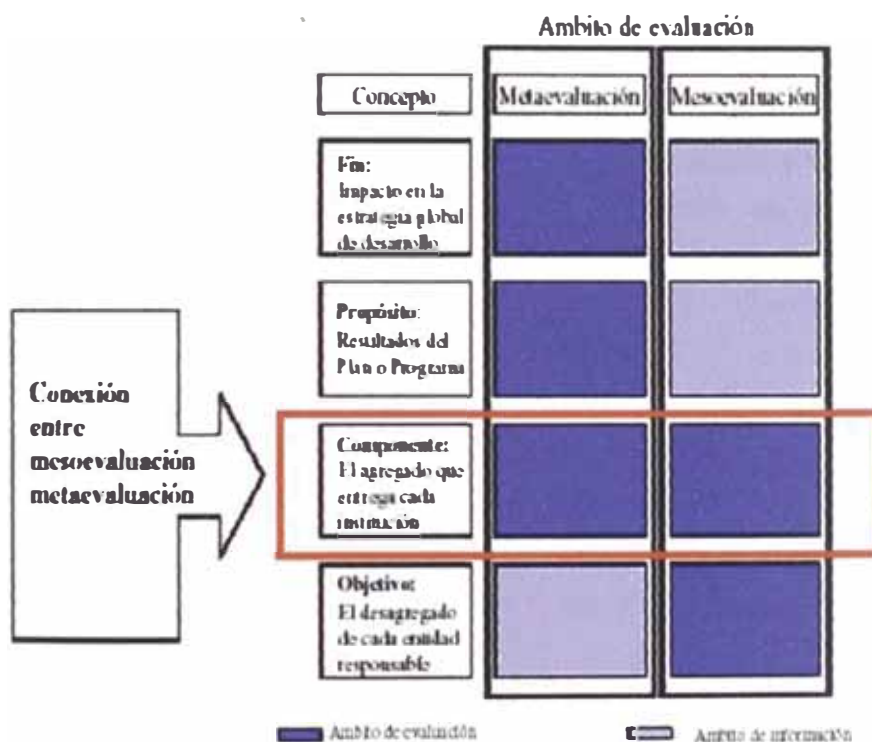 Ambito de evaluación
Concepto
Metaevaluación
Mesoevaluación
Fin:
Impacto en la
estrategia global
de desarrollo
Propósito:
Resultados del
Plan o Programa
Conexión
entre
mesoevaluación
metaevaluación
Componente:
El agregado que
entrega cada
institución
Objetivo:
El desagregado
de cada entidad
responsable
Ambito de evaluación
Ambito de información